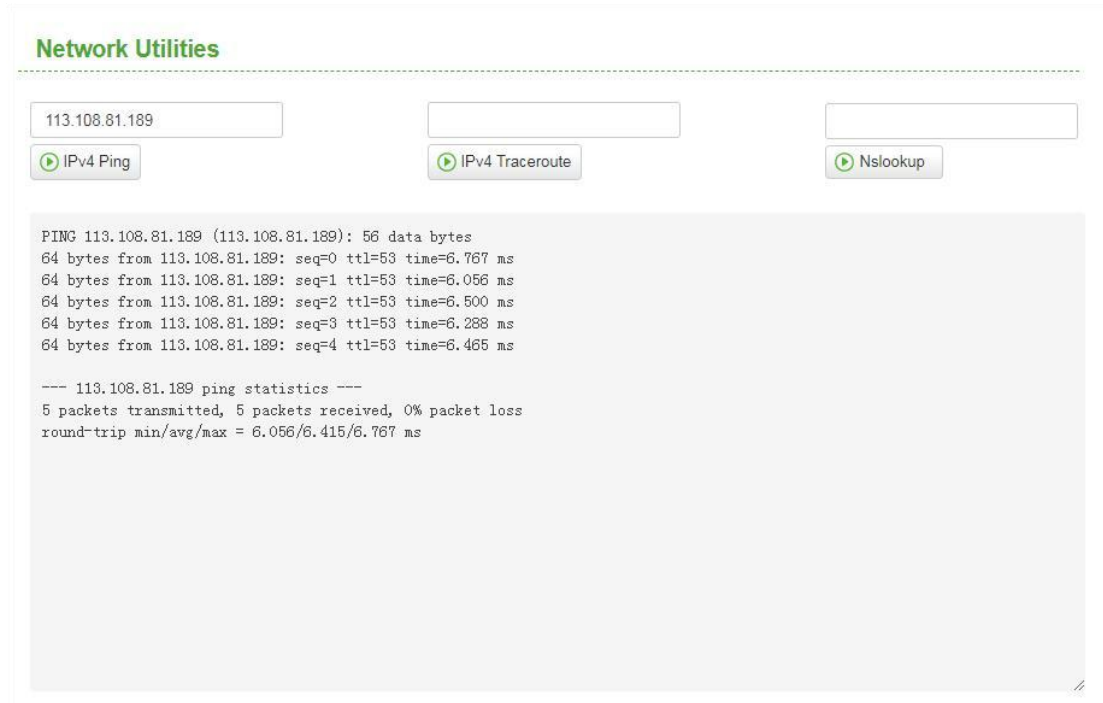 Network Utilities
113.108.81.189
IPv4 Ping
IPv4 Traceroute
Nslookup
PING 113.108.81.189 (113.108.81.189): 56 data bytes
64 bytes from 113.108.81.189: seq=0 ttl=53 time=6.767 ms
64 bytes from 113.108.81.189: seq=1 ttl=53 time=6.056 ms
64 bytes from 113.108.81.189: seq=2 ttl=53 time=6.500 ms
64 bytes from 113.108.81.189: seq=3 ttl=53 time=6.288 ms
64 bytes from 113.108.81.189: seq=4 ttl=53 time=6.465 ms
--- 113.108.81.189 ping statistics ---
5 packets transmitted, 5 packets received, 0% packet loss
round-trip min/avg/max = 6.056/6.415/6.767 ms